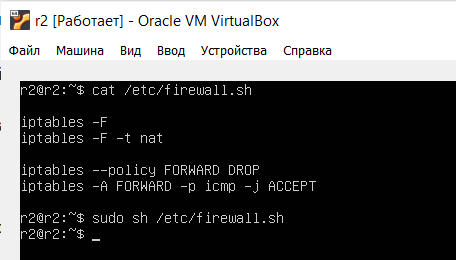 r2 [Работает] - Oracle VM VirtualBox
Файл Машина Вид Ввод Устройства Справка
r2@r2:~$ cat /etc/firewall.sh
iptables -F
iptables -F -t nat
iptables --policy FORWARD DROP
iptables -A FORWARD -p icmp -j ACCEPT
r2@r2:~$ sudo sh /etc/firewall.sh
r2@r2:~$ _